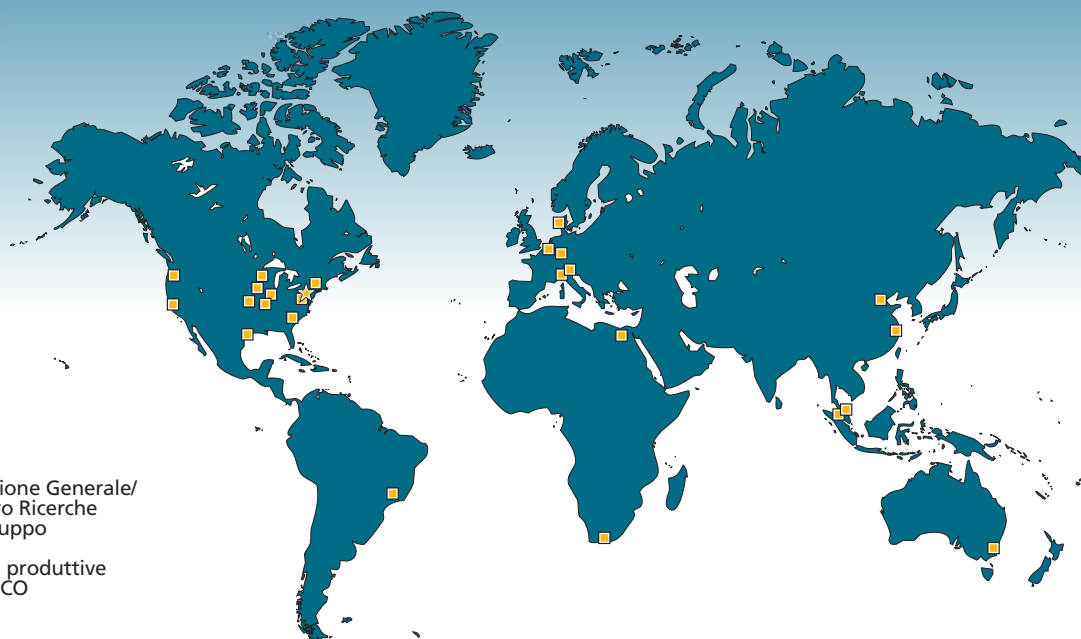 ione Generale/
o Ricerche
uppo
produttive
CO